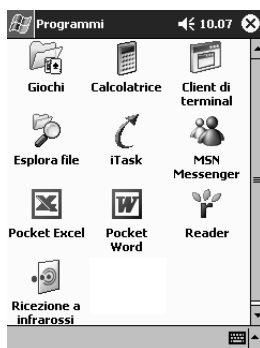 Programmi 10.07
Giochi Calcolatrice Client di
terminal
Esplora file iTask MSN
Messenger
Pocket Excel Pocket
Word Reader
Ricezione a
infrarossi